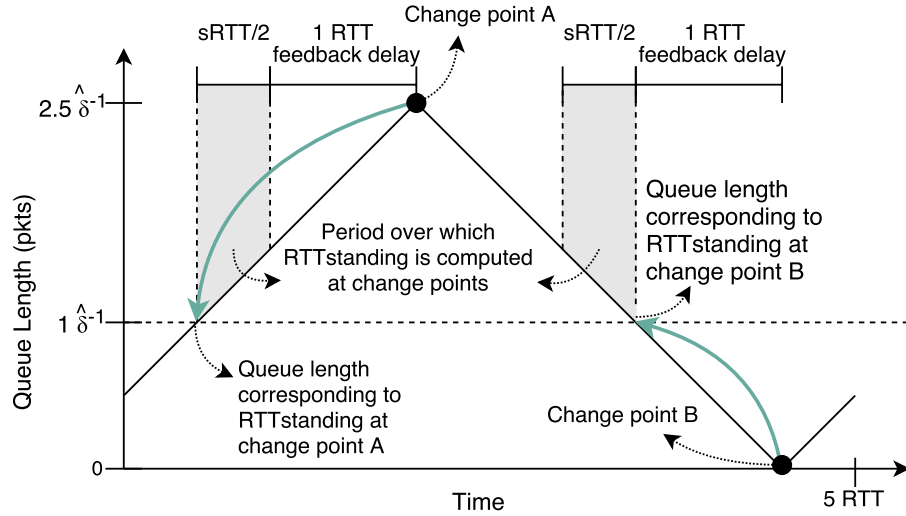 Change point A
sRTT/2
1 RTT
feedback delay
sRTT/2
1 RTT
feedback delay
2.5 δ̂⁻¹
Queue length
corresponding to
RTTstanding at
change point B
Period over which
RTTstanding is computed
at change points
Queue Length (pkts)
1 δ̂⁻¹
Queue length
corresponding to
RTTstanding at
change point A
Change point B
0
Time
5 RTT